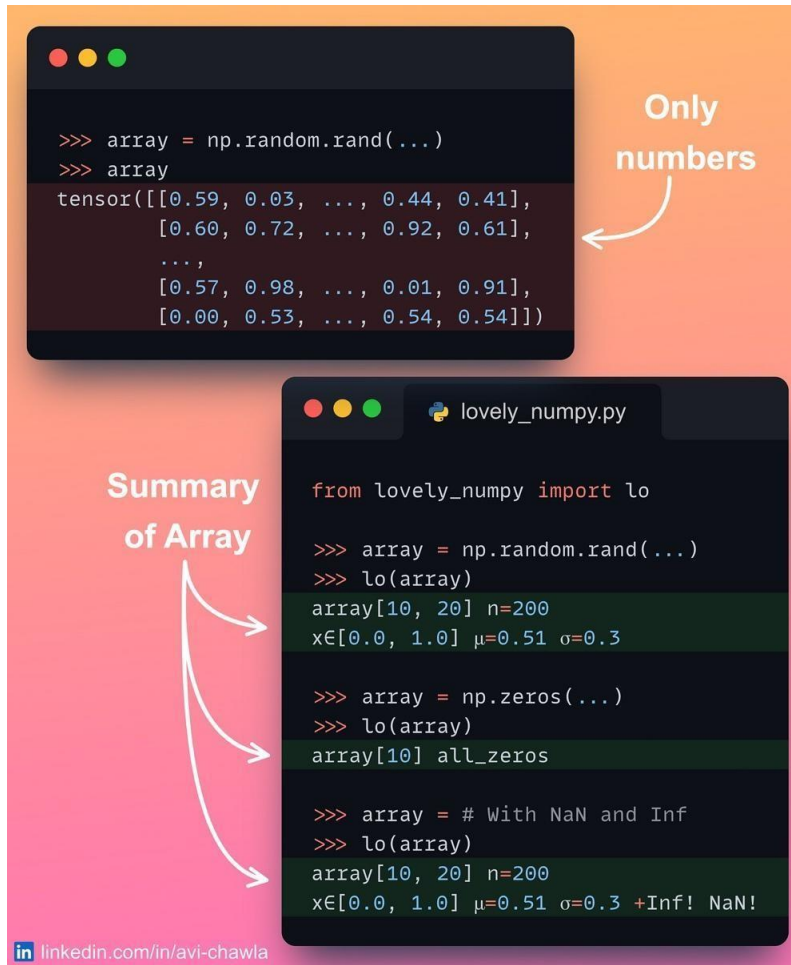 >>> array = np.random.rand(...)
>>> array
tensor([[0.59, 0.03, ..., 0.44, 0.41],
[0.60, 0.72, ..., 0.92, 0.61],
...,
[0.57, 0.98, ..., 0.01, 0.91],
[0.00, 0.53, ..., 0.54, 0.54]])
Only
numbers
lovely_numpy.py
Summary
of Array
from lovely_numpy import lo
>>> array = np.random.rand(...)
>>> lo(array)
array[10, 20] n=200
x∈[0.0, 1.0] μ=0.51 σ=0.3
>>> array = np.zeros(...)
>>> lo(array)
array[10] all_zeros
>>> array = # With NaN and Inf
>>> lo(array)
array[10, 20] n=200
x∈[0.0, 1.0] μ=0.51 σ=0.3 +Inf! NaN!
in linkedin.com/in/avi-chawla